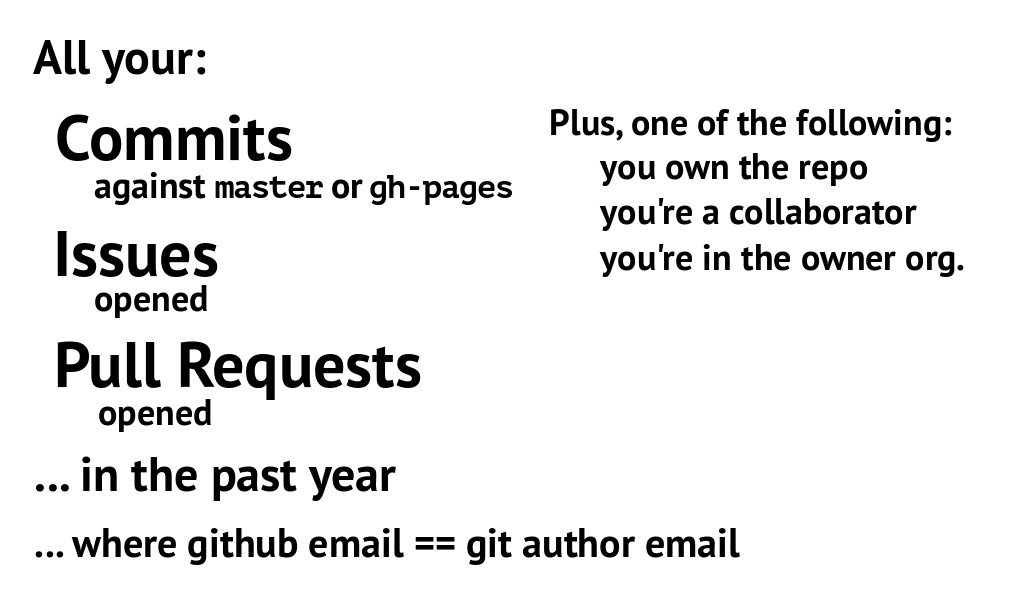 All your:
Commits
against master or gh-pages
Issues
opened
Pull Requests
opened
... in the past year
... where github email == git author email
Plus, one of the following:
you own the repo
you're a collaborator
you're in the owner org.